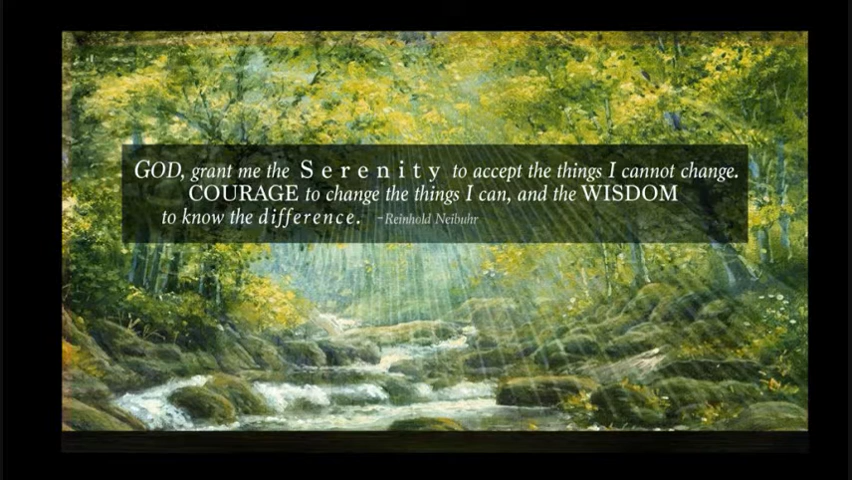 GOD, grant me the Serenity to accept the things I cannot change.
COURAGE to change the things I can, and the WISDOM
to know the difference. -Reinhold Neibuhr